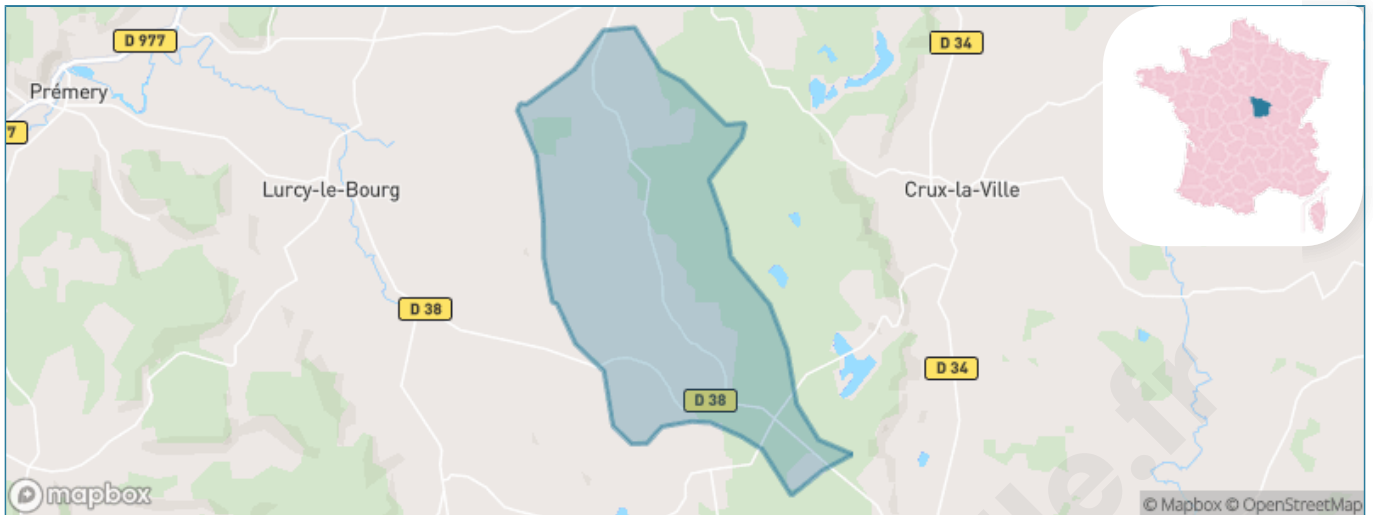 D 977
D 34
Prémery
7
Lurcy-le-Bourg
Crux-la-Ville
D 38
D 34
D 38
mapbox
© Mapbox © OpenStreetMap